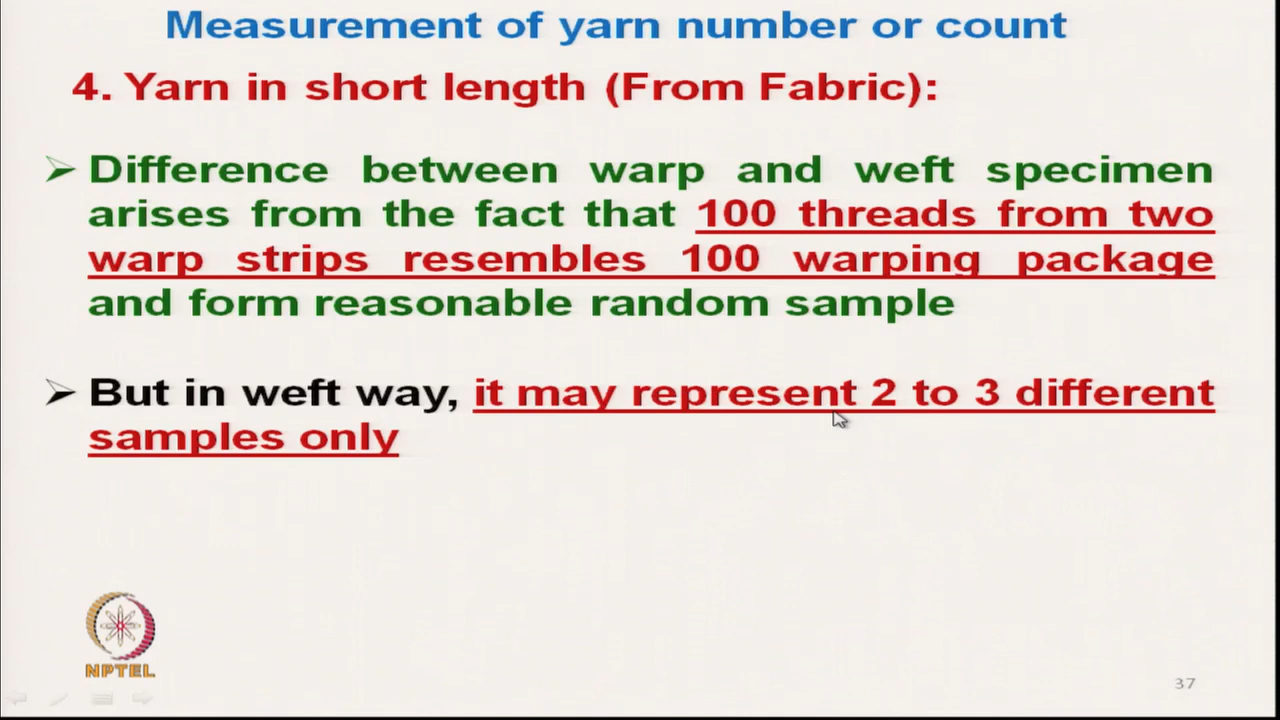 Measurement of yarn number or count
4. Yarn in short length (From Fabric):
➢ Difference between warp and weft specimen
arises from the fact that 100 threads from two
warp strips resembles 100 warping package
and form reasonable random sample
➢ But in weft way, it may represent 2 to 3 different
samples only
NPTEL
37